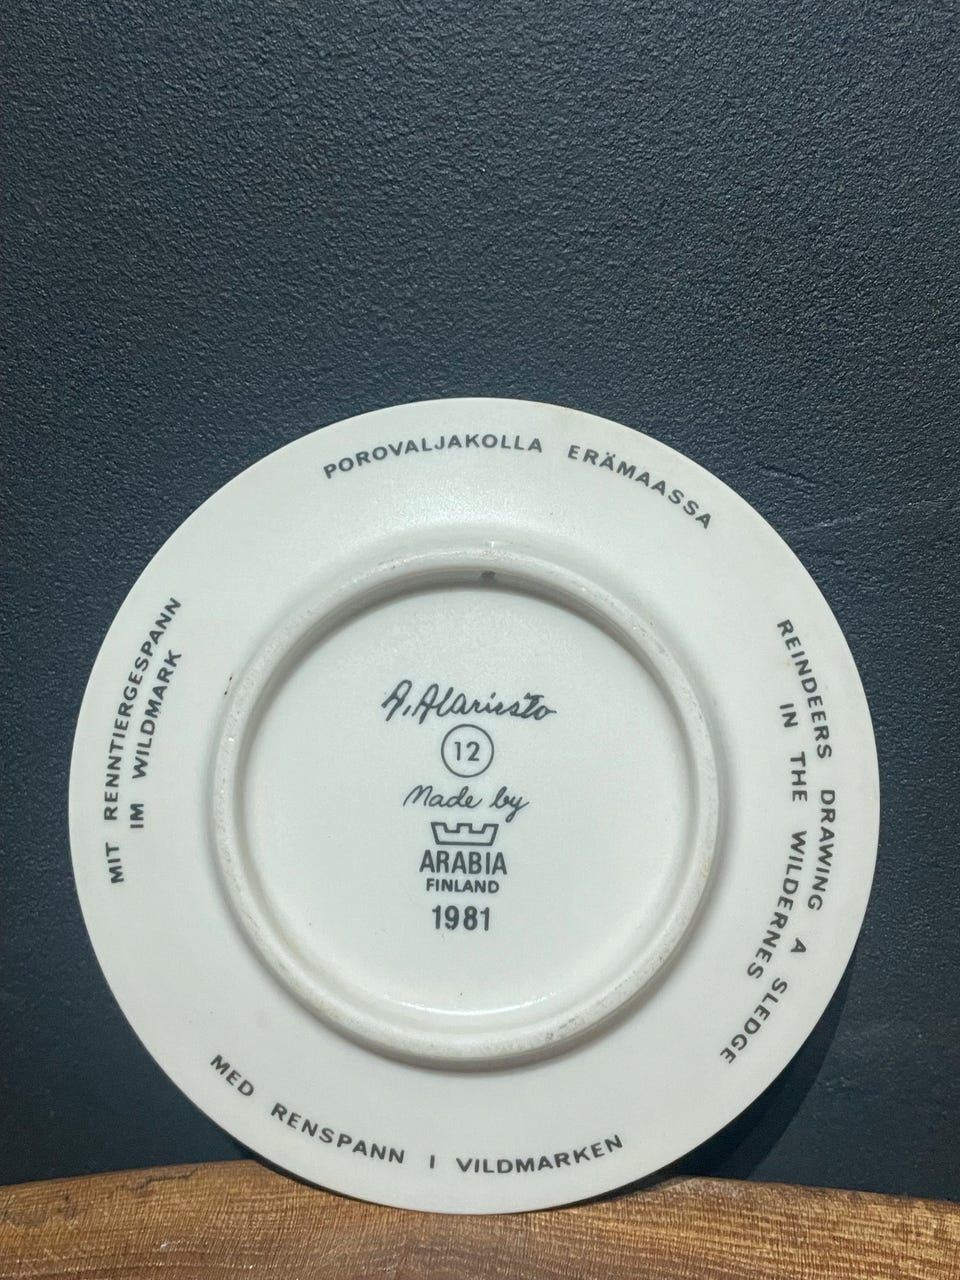 POROVALJAKOLLA ERÄMAASSA
REINDEERS DRAWING A SLEDGE
IN THE WILDERNES
MED RENSPANN I VILDMARKEN
MIT RENNTIERGESPANN
IM WILDMARK
A. Alariesto
12
Made by
ARABIA
FINLAND
1981